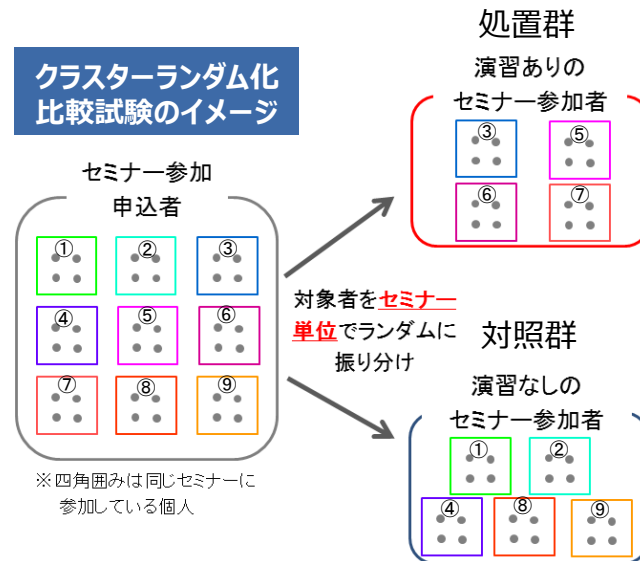 クラスターランダム化
比較試験のイメージ
セミナー参加
申込者
①
②
③
④
⑤
⑥
⑦
⑧
⑨
※四角囲みは同じセミナーに
参加している個人
対象者をセミナー
単位でランダムに
振り分け
処置群
演習ありの
セミナー参加者
③
⑤
⑥
⑦
対照群
演習なしの
セミナー参加者
①
②
④
⑧
⑨